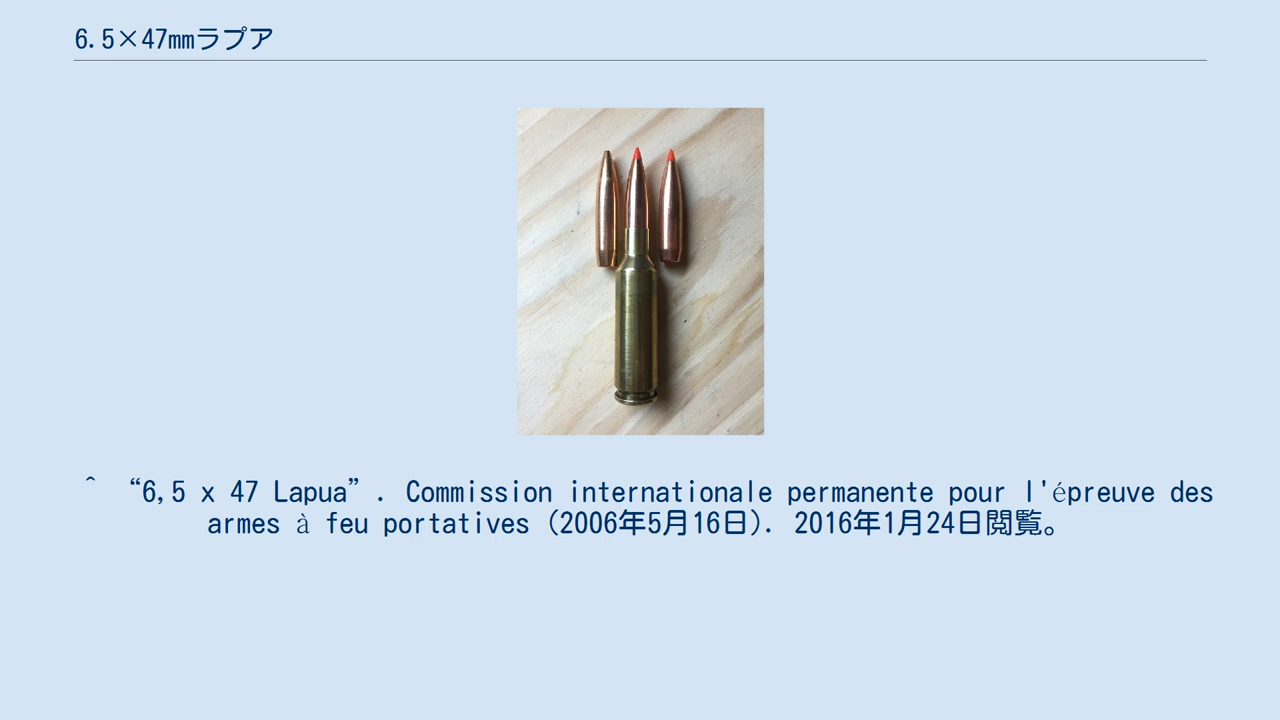 6.5×47mmラプア
^ “6,5 x 47 Lapua”. Commission internationale permanente pour l'épreuve des
armes à feu portatives (2006年5月16日). 2016年1月24日閲覧。